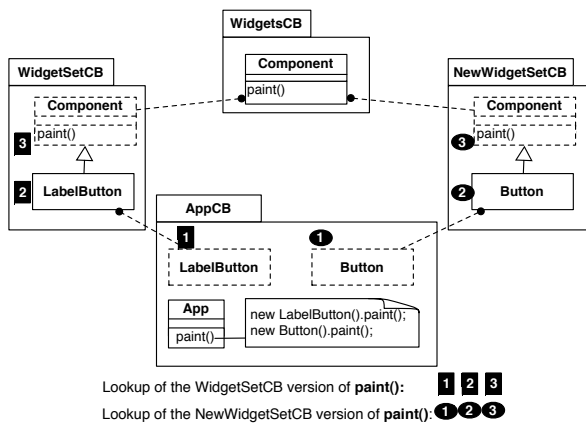 WidgetsCB
Component
paint()
WidgetSetCB
Component
paint()
3
2
LabelButton
NewWidgetSetCB
Component
paint()
3
2
Button
AppCB
1
LabelButton
1
Button
App
paint()
new LabelButton().paint();
new Button().paint();
Lookup of the WidgetSetCB version of paint(): 1 2 3
Lookup of the NewWidgetSetCB version of paint(): 1 2 3